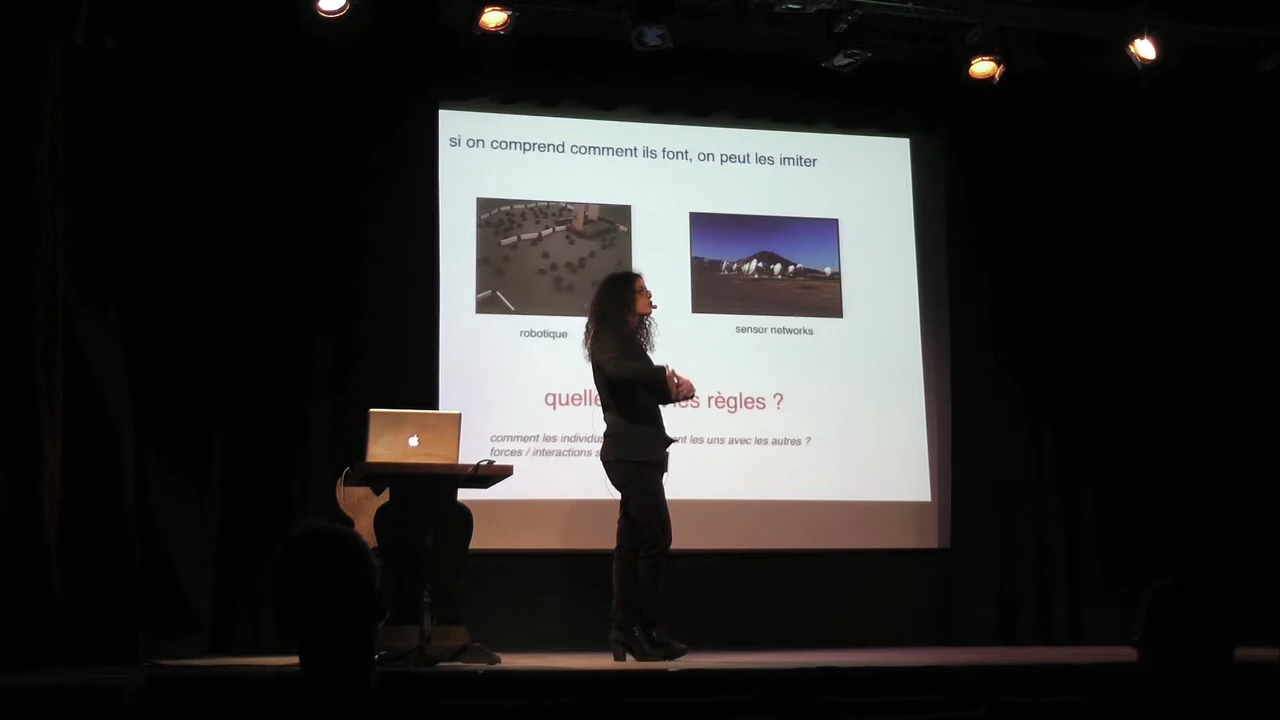 si on comprend comment ils font, on peut les imiter
robotique
sensor networks
quelle les règles ?
comment les individus les uns avec les autres ?
forces / interactions